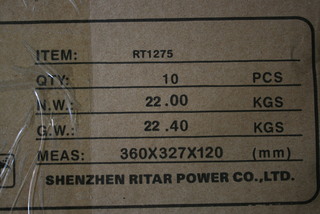 ITEM: RT1275
QTY: 10 PCS
N.W.: 22.00 KGS
G.W.: 22.40 KGS
MEAS: 360X327X120 (mm)
SHENZHEN RITAR POWER CO.,LTD.